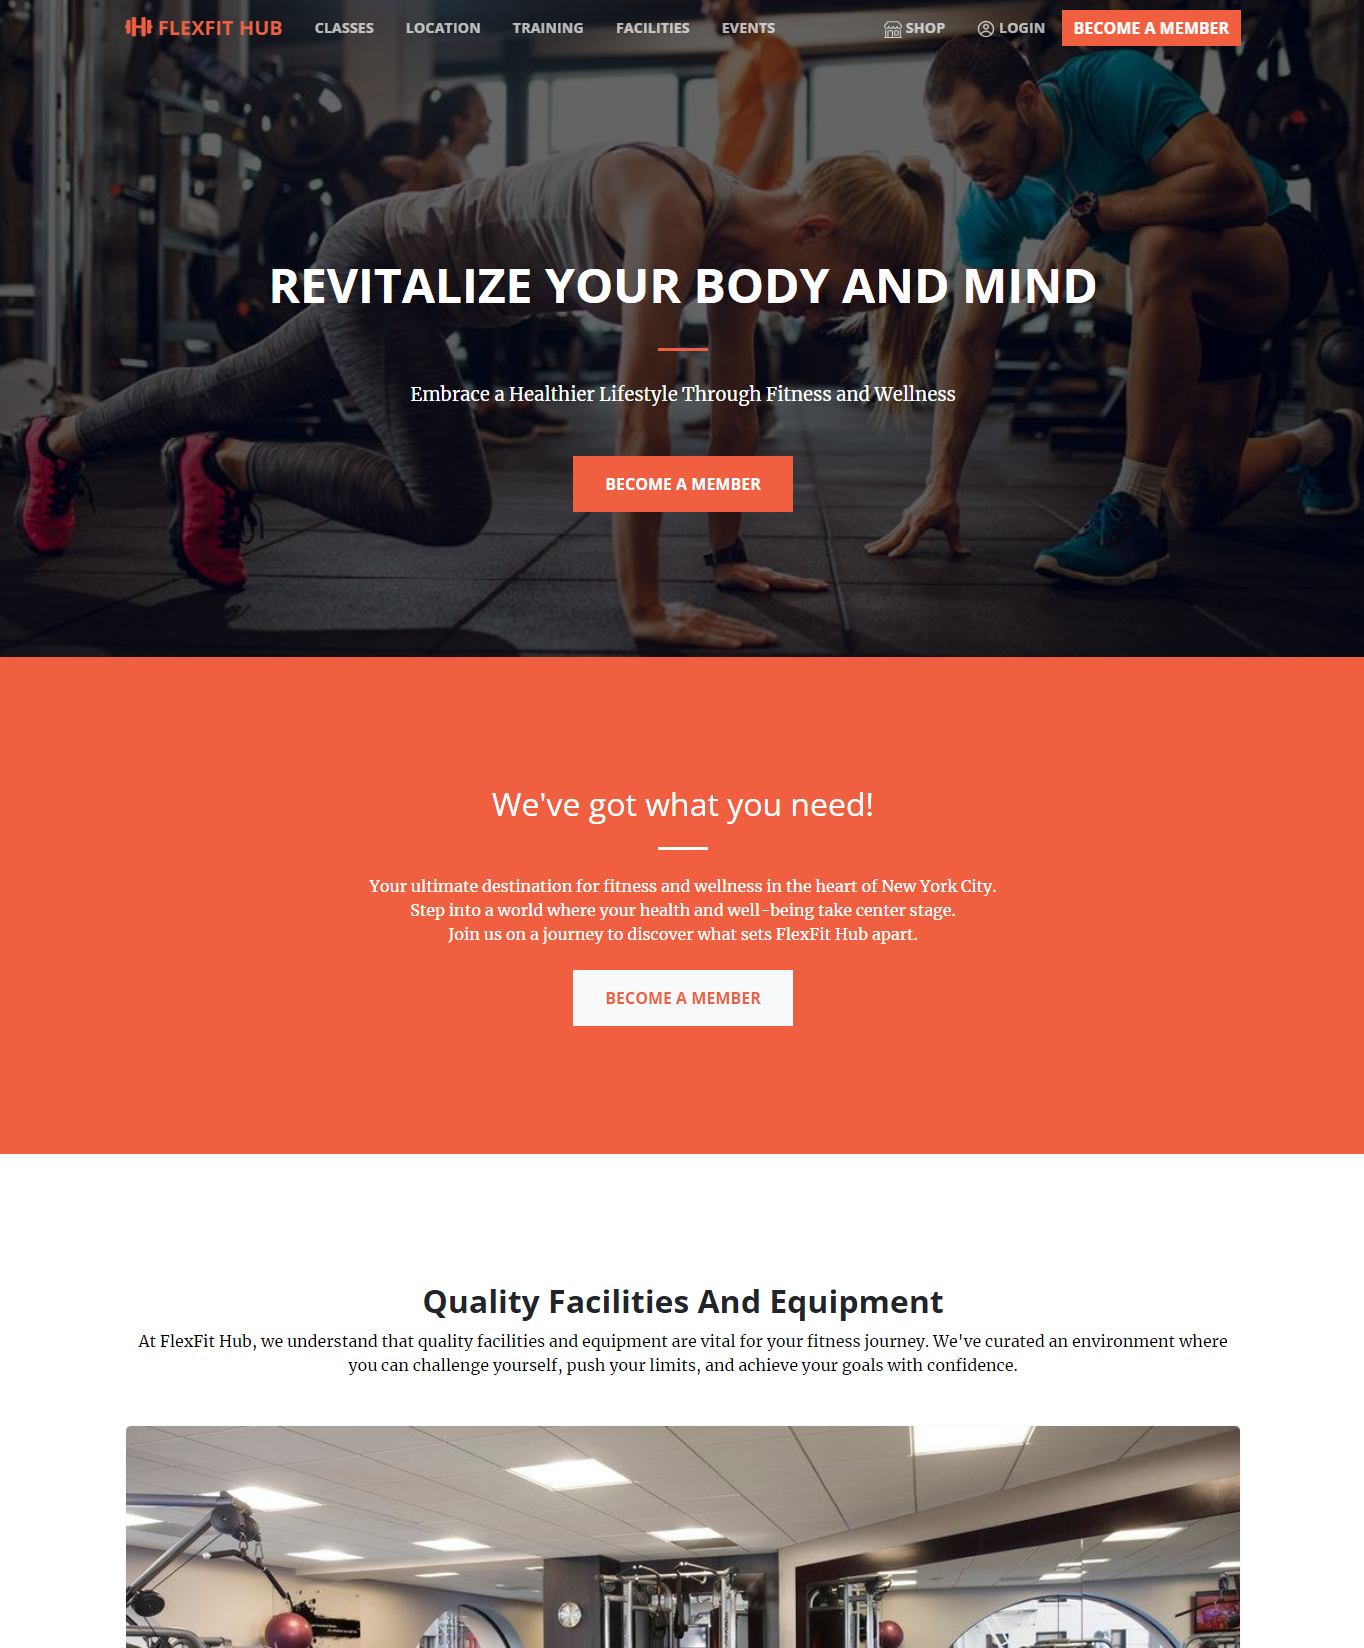 FLEXFIT HUB CLASSES LOCATION TRAINING FACILITIES EVENTS SHOP LOGIN BECOME A MEMBER
REVITALIZE YOUR BODY AND MIND
Embrace a Healthier Lifestyle Through Fitness and Wellness
BECOME A MEMBER
We've got what you need!
Your ultimate destination for fitness and wellness in the heart of New York City.
Step into a world where your health and well-being take center stage.
Join us on a journey to discover what sets FlexFit Hub apart.
BECOME A MEMBER
Quality Facilities And Equipment
At FlexFit Hub, we understand that quality facilities and equipment are vital for your fitness journey. We've curated an environment where
you can challenge yourself, push your limits, and achieve your goals with confidence.